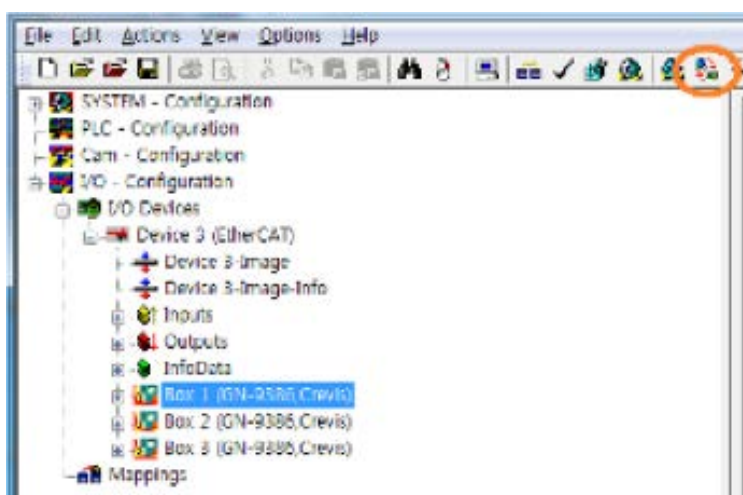 File Edit Actions View Options Help
SYSTEM - Configuration
PLC - Configuration
Cam - Configuration
I/O - Configuration
I/O Devices
Device 3 (EtherCAT)
Device 3-Image
Device 3-Image-Info
Inputs
Outputs
InfoData
Box 1 (GN-9386,Crevis)
Box 2 (GN-9386,Crevis)
Box 3 (GN-9386,Crevis)
Mappings